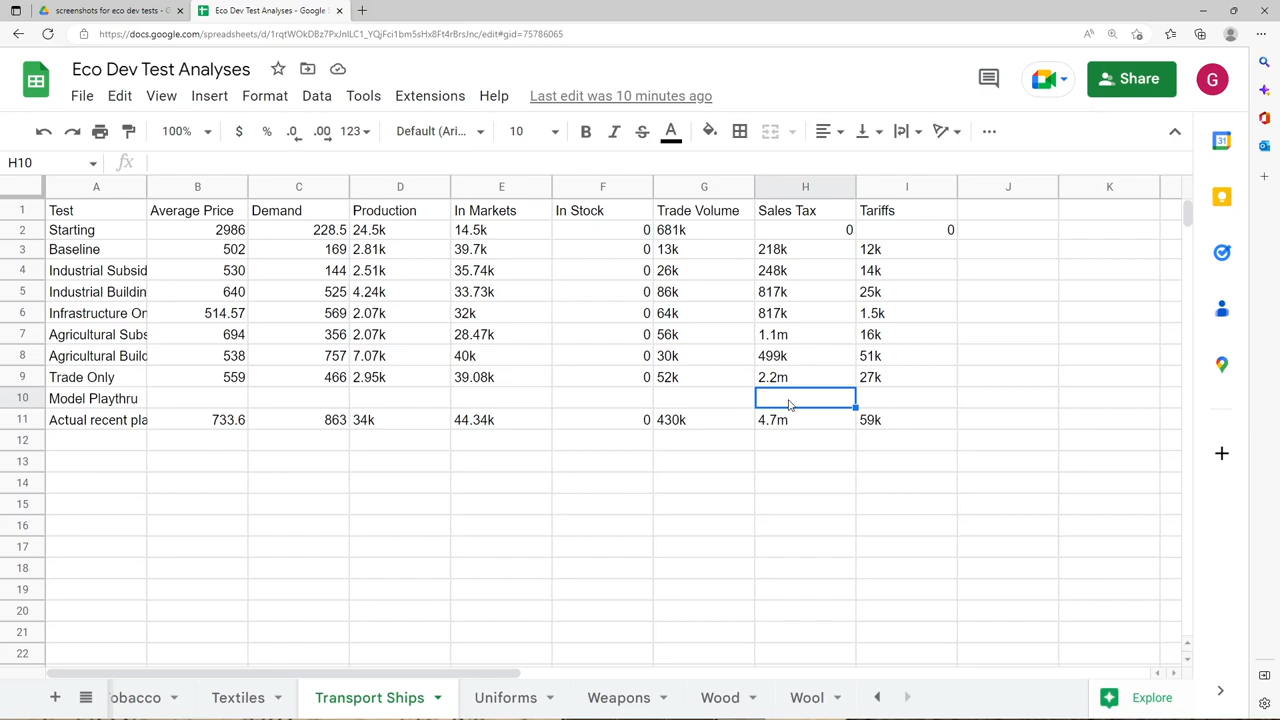 screenshots for eco dev tests - G
Eco Dev Test Analyses - Google S
https://docs.google.com/spreadsheets/d/1rqtWOkDBz7PxJnILC1_YQjFci1bm5sHx8Ft4rBrsJnc/edit#gid=75786065
Eco Dev Test Analyses
File Edit View Insert Format Data Tools Extensions Help Last edit was 10 minutes ago
Share
G
100% $ % .0 .00 123 Default (Ari... 10 B I S A
31
H10 fx
A B C D E F G H I J K
1 Test Average Price Demand Production In Markets In Stock Trade Volume Sales Tax Tariffs
2 Starting 2986 228.5 24.5k 14.5k 0 681k 0 0
3 Baseline 502 169 2.81k 39.7k 0 13k 218k 12k
4 Industrial Subsid 530 144 2.51k 35.74k 0 26k 248k 14k
5 Industrial Buildin 640 525 4.24k 33.73k 0 86k 817k 25k
6 Infrastructure On 514.57 569 2.07k 32k 0 64k 817k 1.5k
7 Agricultural Subs 694 356 2.07k 28.47k 0 56k 1.1m 16k
8 Agricultural Build 538 757 7.07k 40k 0 30k 499k 51k
9 Trade Only 559 466 2.95k 39.08k 0 52k 2.2m 27k
10 Model Playthru
11 Actual recent pla 733.6 863 34k 44.34k 0 430k 4.7m 59k
12
13
14
15
16
17
18
19
20
21
22
obacco Textiles Transport Ships Uniforms Weapons Wood Wool Explore